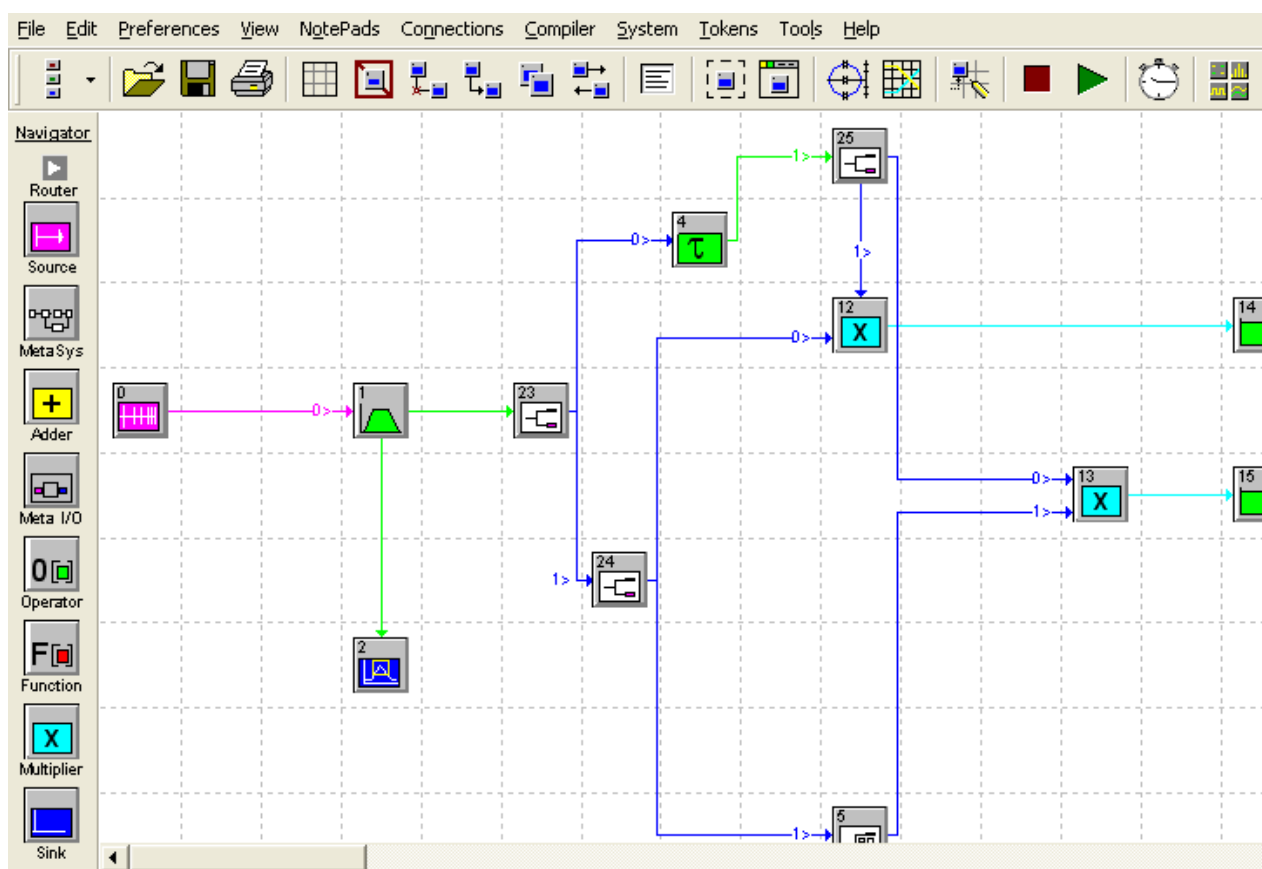 File Edit Preferences View NotePads Connections Compiler System Tokens Tools Help
Navigator
Router
Source
MetaSys
+
Adder
Meta I/O
O[]
Operator
F[]
Function
X
Multiplier
Sink
25
1>
4
0>
τ
1>
12
0>
X
14
0
0>
1
23
0>
13
X
1>
15
24
1>
2
5
1>